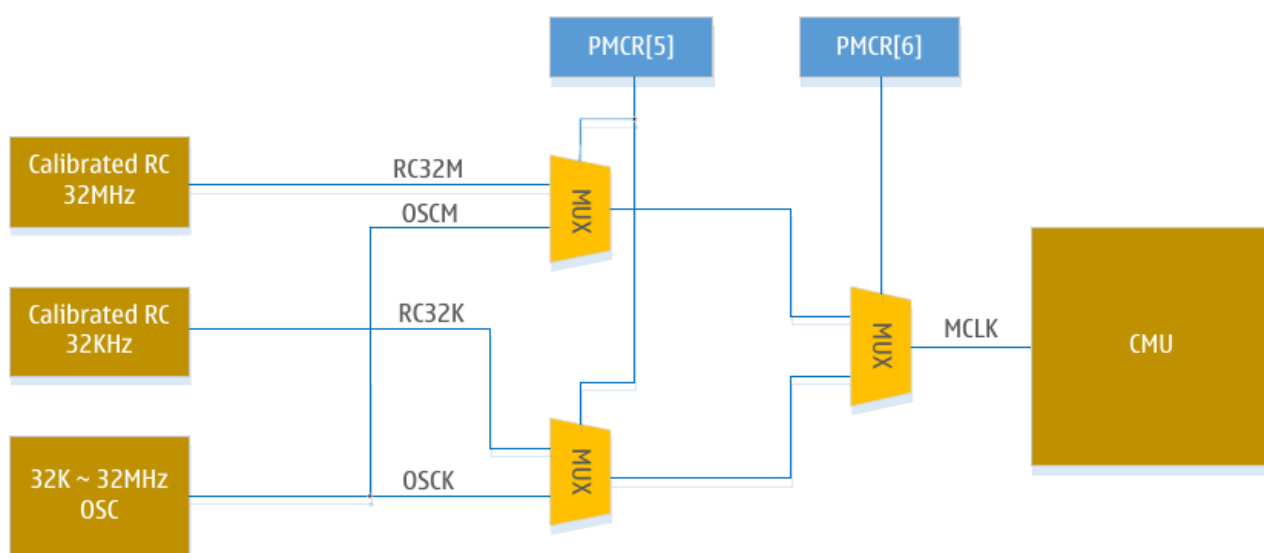 PMCR[5]
PMCR[6]
Calibrated RC
32MHz
RC32M
OSCM
MUX
Calibrated RC
32KHz
RC32K
MUX
MCLK
CMU
32K ~ 32MHz
OSC
OSCK
MUX